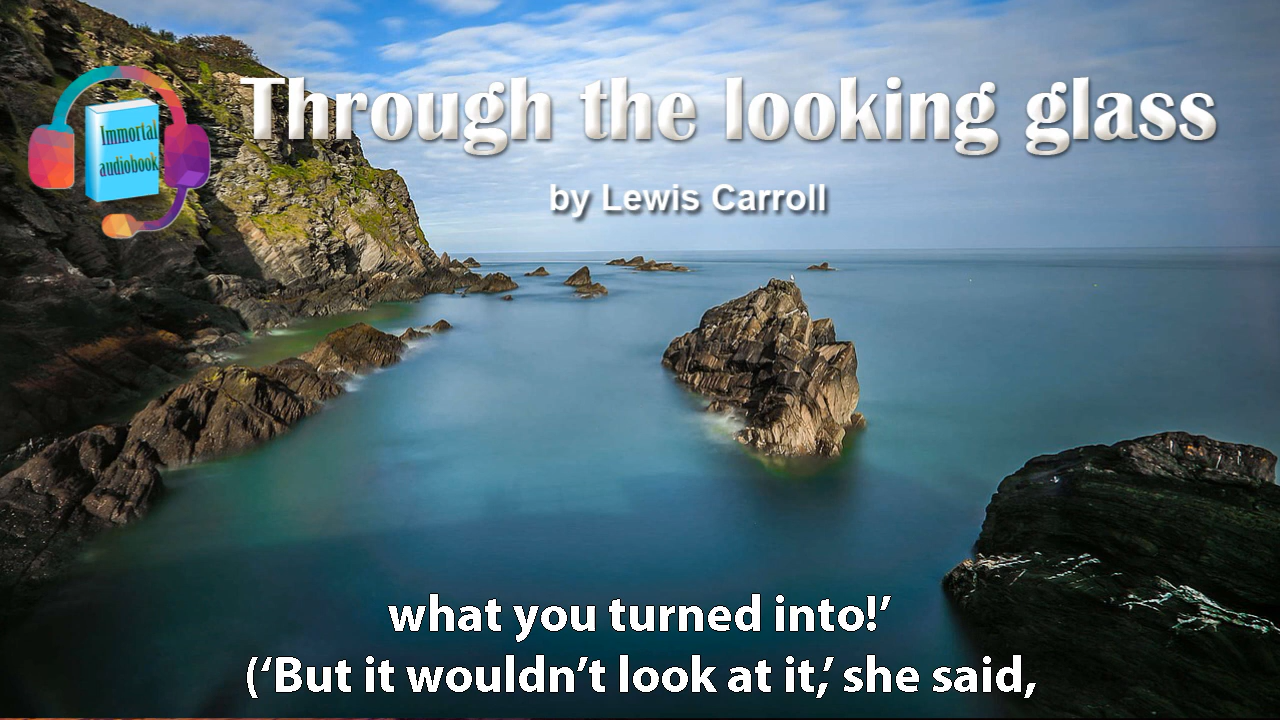 Through the looking glass
Immortal
audiobook
by Lewis Carroll
what you turned into!’
(‘But it wouldn’t look at it,’ she said,